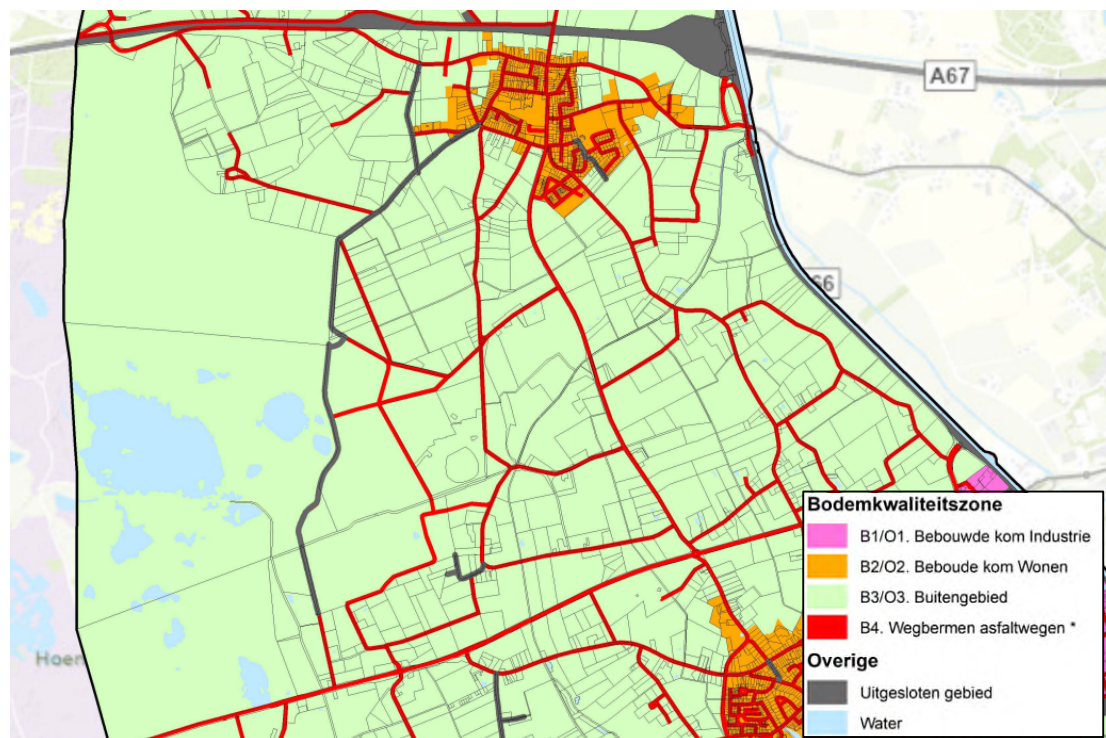 A67
66
Hoen
Bodemkwaliteitszone
B1/O1. Bebouwde kom Industrie
B2/O2. Beboude kom Wonen
B3/O3. Buitengebied
B4. Wegbermen asfaltwegen *
Overige
Uitgesloten gebied
Water